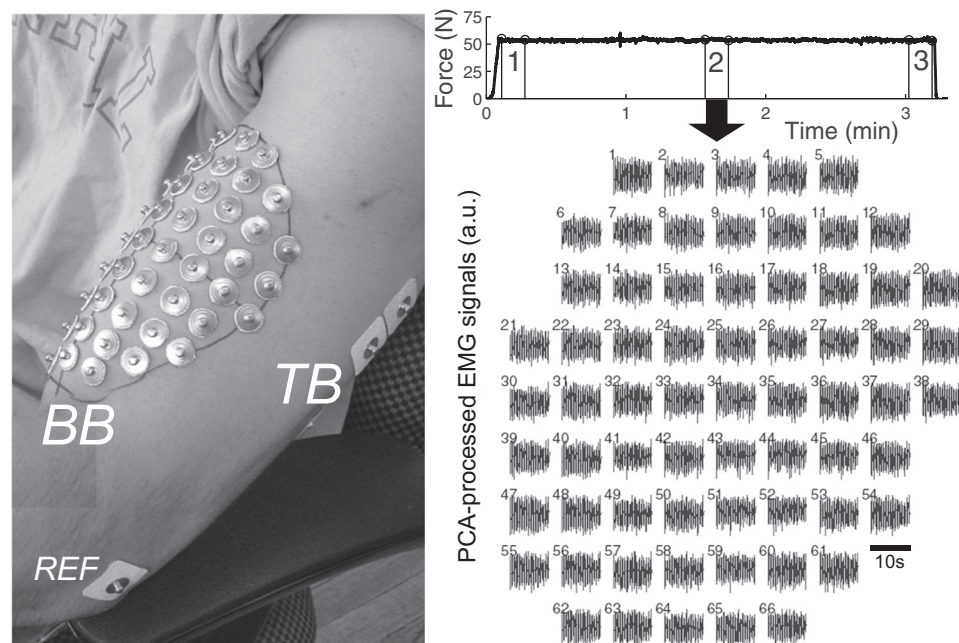 BB
TB
REF
Force (N)
75
50
25
0
1
2
3
0
1
2
3
Time (min)
PCA-processed EMG signals (a.u.)
1 2 3 4 5
6 7 8 9 10 11 12
13 14 15 16 17 18 19 20
21 22 23 24 25 26 27 28 29
30 31 32 33 34 35 36 37 38
39 40 41 42 43 44 45 46
47 48 49 50 51 52 53 54
55 56 57 58 59 60 61
62 63 64 65 66
10s